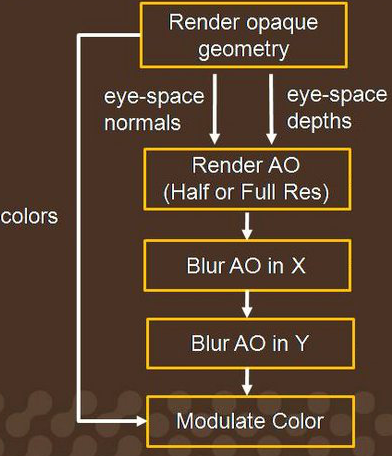 Render opaque
geometry
eye-space
normals
eye-space
depths
Render AO
(Half or Full Res)
colors
Blur AO in X
Blur AO in Y
Modulate Color